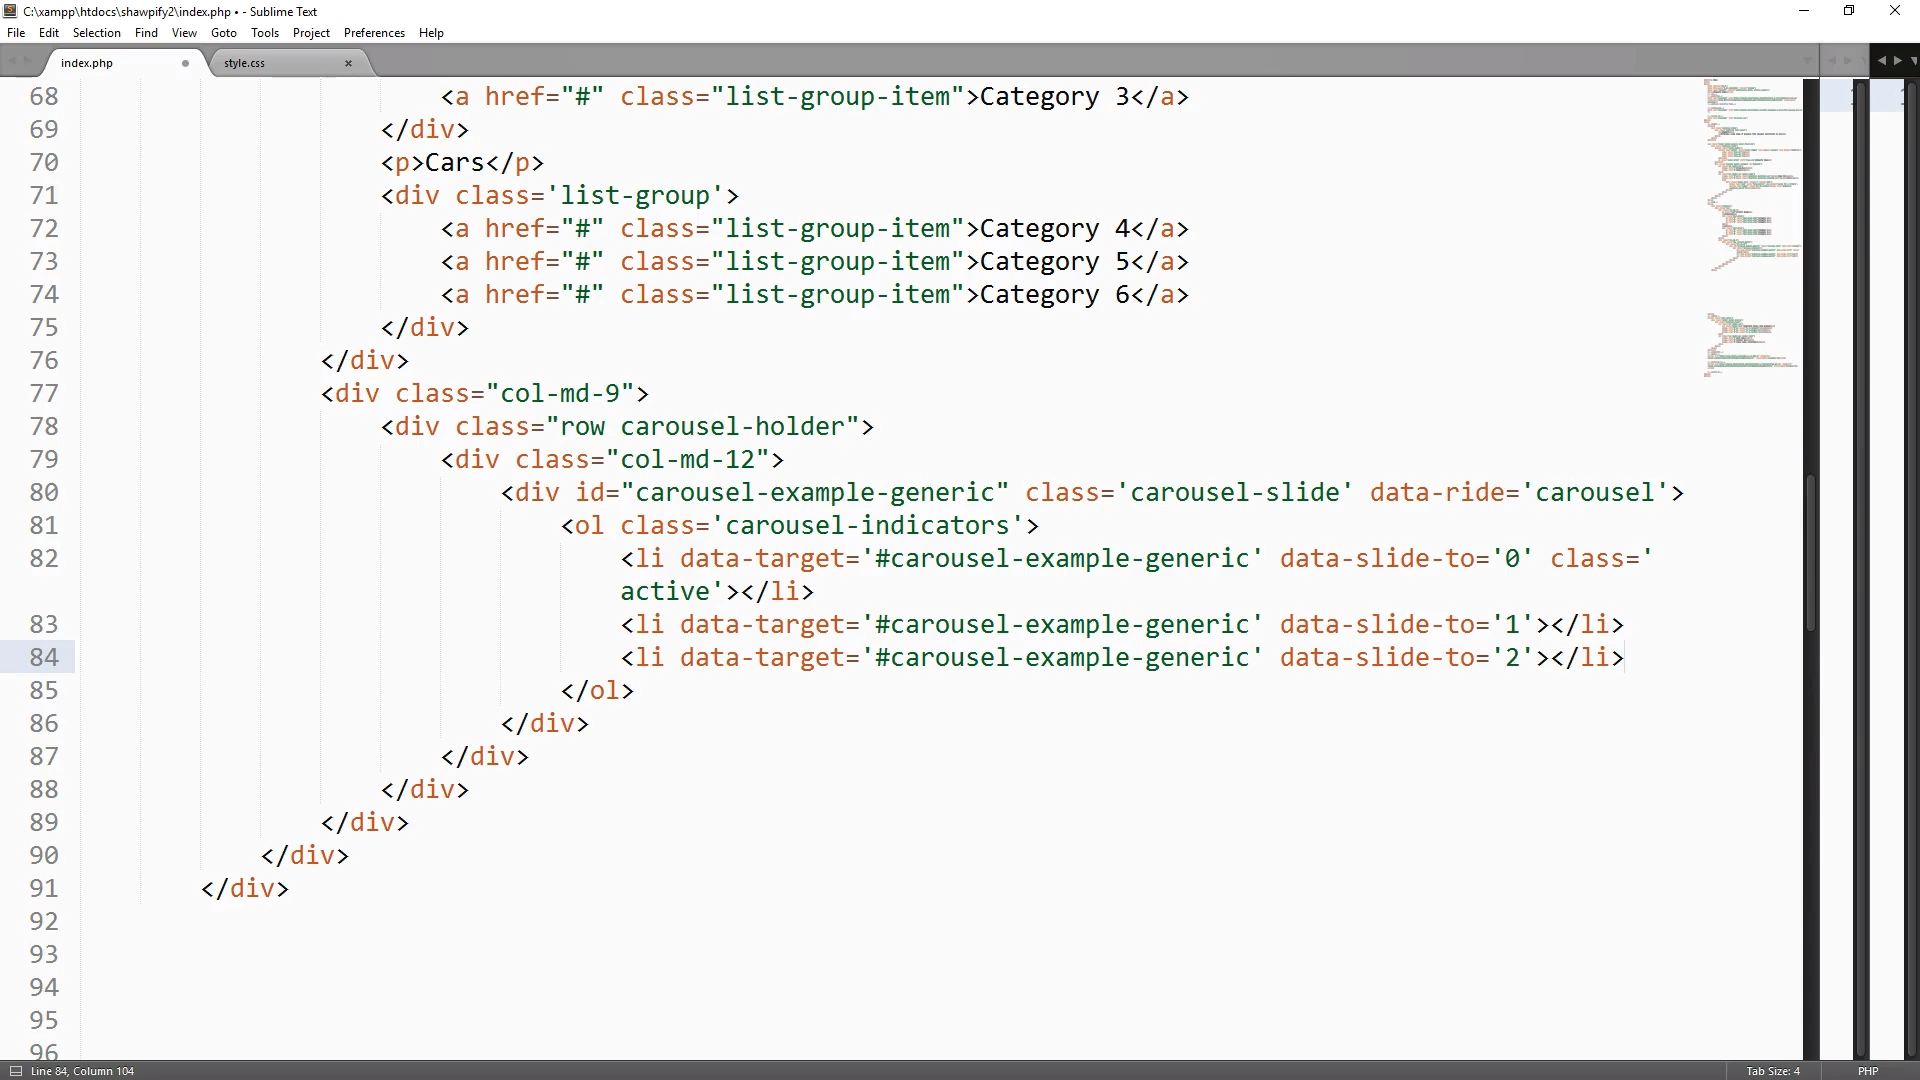 C:\xampp\htdocs\shawpify2\index.php • - Sublime Text
File Edit Selection Find View Goto Tools Project Preferences Help
index.php style.css
68 <a href="#" class="list-group-item">Category 3</a>
69 </div>
70 <p>Cars</p>
71 <div class='list-group'>
72 <a href="#" class="list-group-item">Category 4</a>
73 <a href="#" class="list-group-item">Category 5</a>
74 <a href="#" class="list-group-item">Category 6</a>
75 </div>
76 </div>
77 <div class="col-md-9">
78 <div class="row carousel-holder">
79 <div class="col-md-12">
80 <div id="carousel-example-generic" class='carousel-slide' data-ride='carousel'>
81 <ol class='carousel-indicators'>
82 <li data-target='#carousel-example-generic' data-slide-to='0' class='
active'></li>
83 <li data-target='#carousel-example-generic' data-slide-to='1'></li>
84 <li data-target='#carousel-example-generic' data-slide-to='2'></li>
85 </ol>
86 </div>
87 </div>
88 </div>
89 </div>
90 </div>
91 </div>
92
93
94
95
96
Line 84, Column 104 Tab Size: 4 PHP